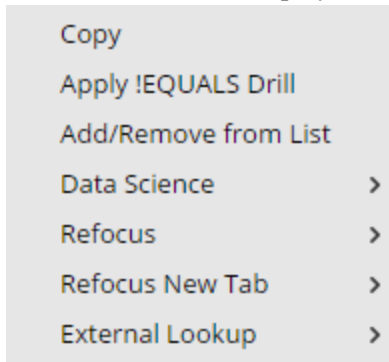 Copy
Apply !EQUALS Drill
Add/Remove from List
Data Science
Refocus
Refocus New Tab
External Lookup